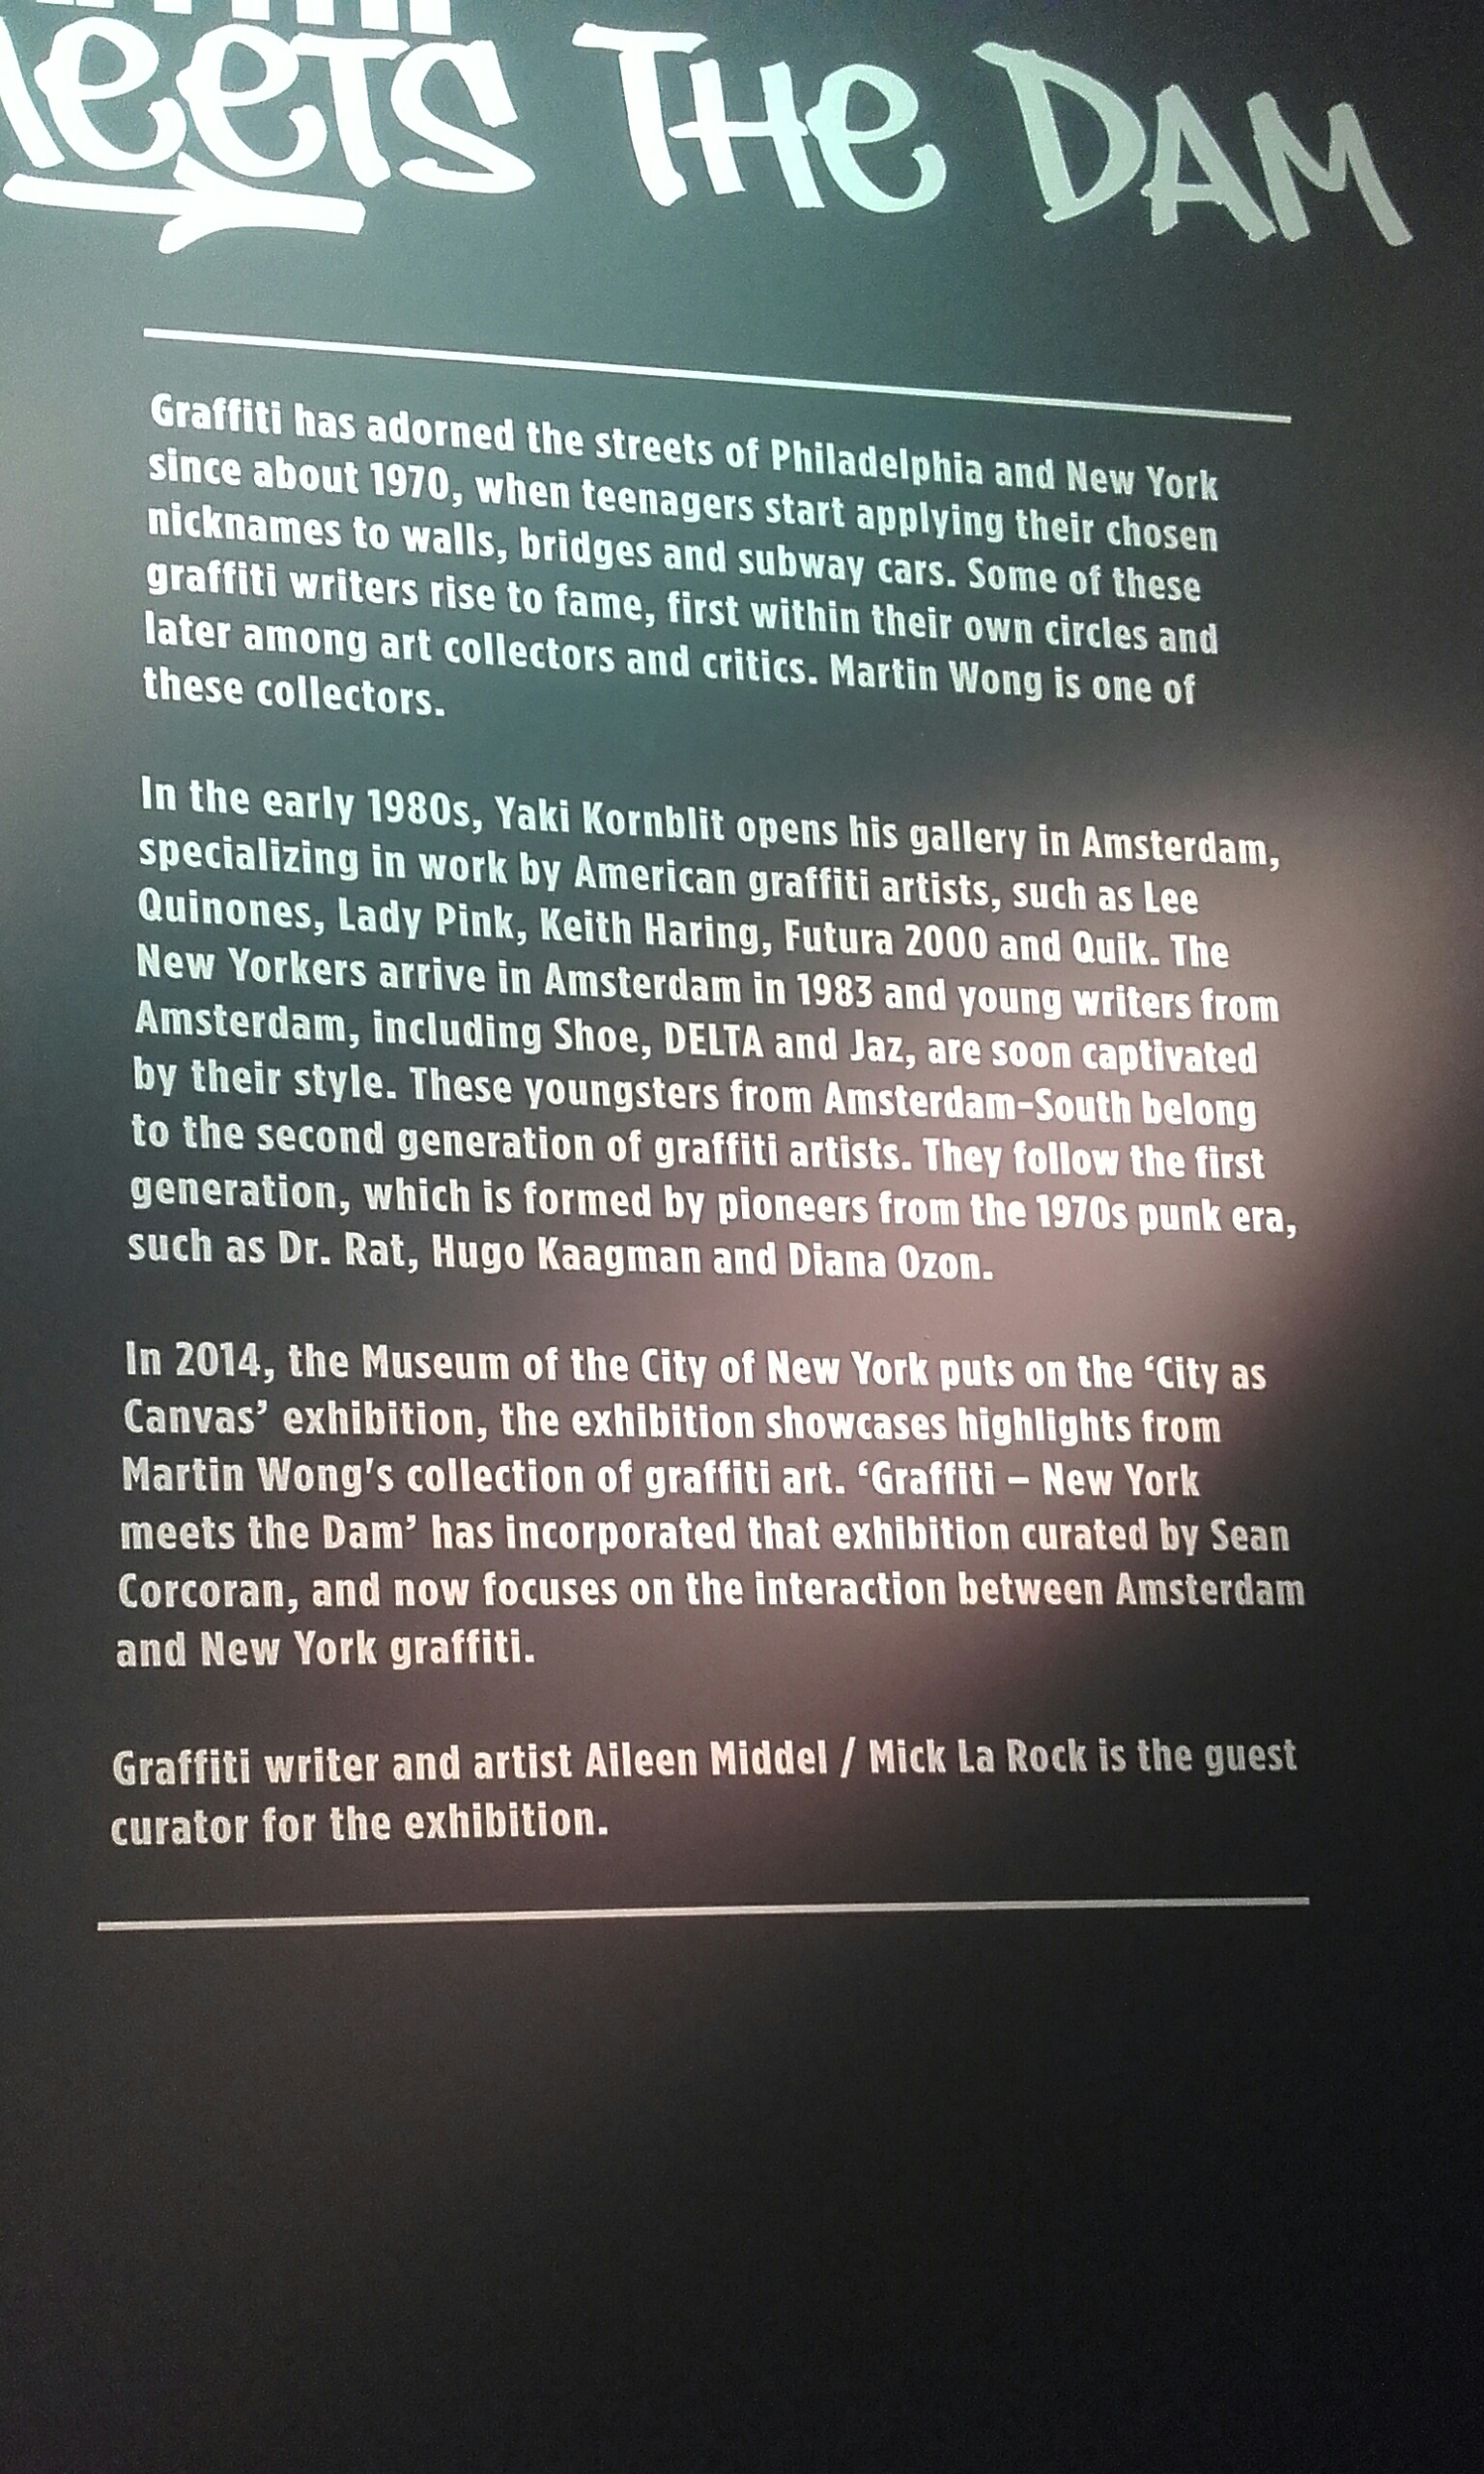 meets THe DAM
Graffiti has adorned the streets of Philadelphia and New York
since about 1970, when teenagers start applying their chosen
nicknames to walls, bridges and subway cars. Some of these
graffiti writers rise to fame, first within their own circles and
later among art collectors and critics. Martin Wong is one of
these collectors.
In the early 1980s, Yaki Kornblit opens his gallery in Amsterdam,
specializing in work by American graffiti artists, such as Lee
Quinones, Lady Pink, Keith Haring, Futura 2000 and Quik. The
New Yorkers arrive in Amsterdam in 1983 and young writers from
Amsterdam, including Shoe, DELTA and Jaz, are soon captivated
by their style. These youngsters from Amsterdam-South belong
to the second generation of graffiti artists. They follow the first
generation, which is formed by pioneers from the 1970s punk era,
such as Dr. Rat, Hugo Kaagman and Diana Ozon.
In 2014, the Museum of the City of New York puts on the ‘City as
Canvas’ exhibition, the exhibition showcases highlights from
Martin Wong's collection of graffiti art. ‘Graffiti – New York
meets the Dam’ has incorporated that exhibition curated by Sean
Corcoran, and now focuses on the interaction between Amsterdam
and New York graffiti.
Graffiti writer and artist Aileen Middel / Mick La Rock is the guest
curator for the exhibition.